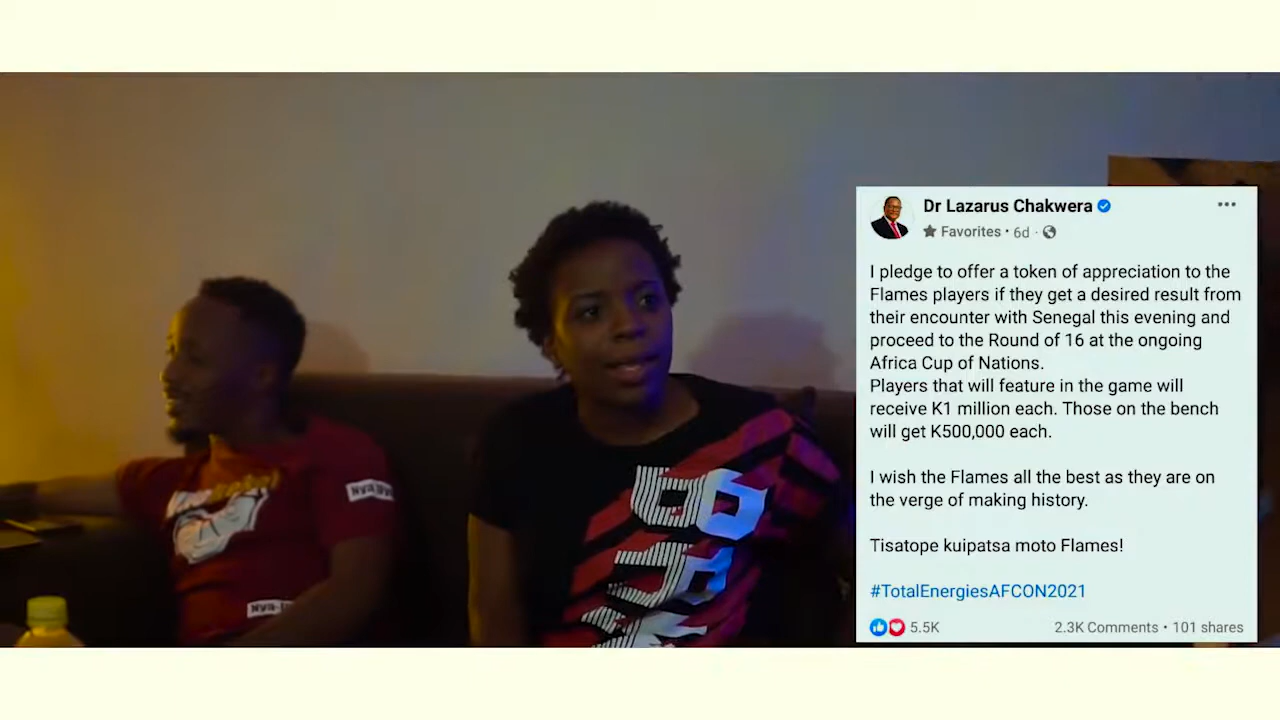 Dr Lazarus Chakwera
Favorites · 6d ·
I pledge to offer a token of appreciation to the
Flames players if they get a desired result from
their encounter with Senegal this evening and
proceed to the Round of 16 at the ongoing
Africa Cup of Nations.
Players that will feature in the game will
receive K1 million each. Those on the bench
will get K500,000 each.
I wish the Flames all the best as they are on
the verge of making history.
Tisatope kuipatsa moto Flames!
#TotalEnergiesAFCON2021
5.5K
2.3K Comments · 101 shares